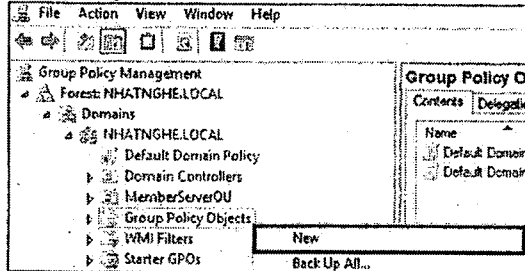 File Action View Window Help
Group Policy Management
Forest: NHATNGHE.LOCAL
Domains
NHATNGHE.LOCAL
Default Domain Policy
Domain Controllers
MemberServerOU
Group Policy Objects
WMI Filters
Starter GPOs
New
Back Up All...
Group Policy O
Contents Delegatie
Name
Default Domain
Default Domain